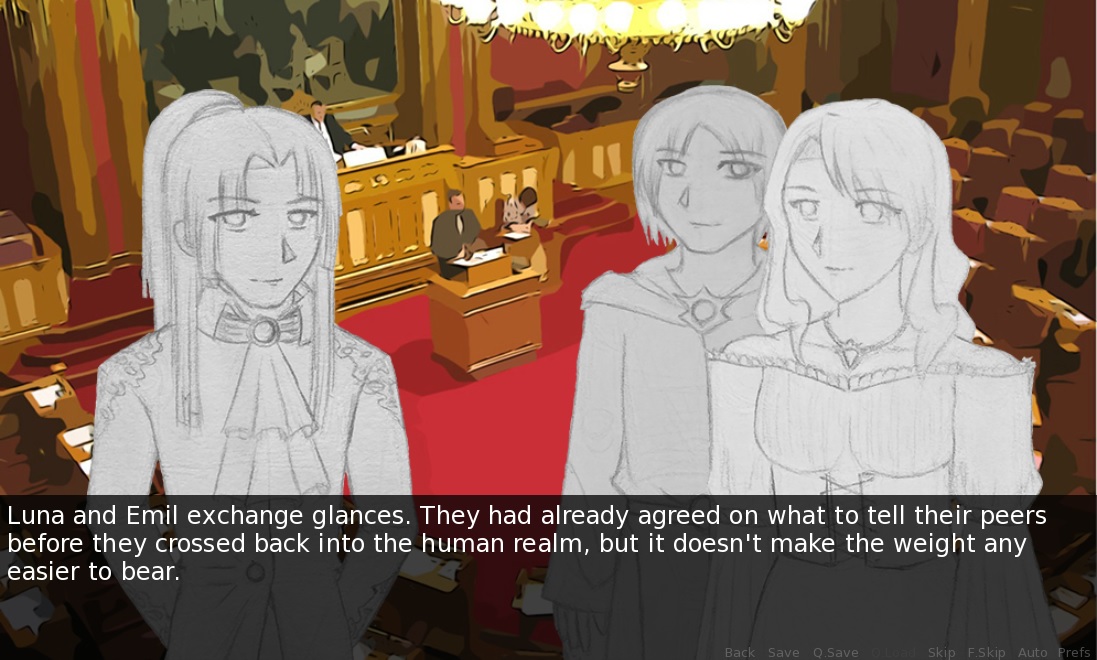 Luna and Emil exchange glances. They had already agreed on what to tell their peers
before they crossed back into the human realm, but it doesn't make the weight any
easier to bear.
Back Save Q.Save Q.Load Skip F.Skip Auto Prefs